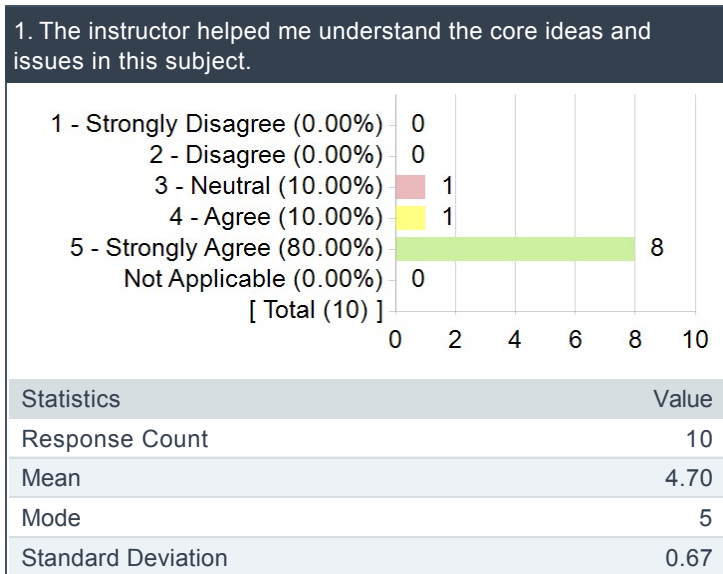 1. The instructor helped me understand the core ideas and
issues in this subject.
1 - Strongly Disagree (0.00%) 0
2 - Disagree (0.00%) 0
3 - Neutral (10.00%) 1
4 - Agree (10.00%) 1
5 - Strongly Agree (80.00%) 8
Not Applicable (0.00%) 0
[ Total (10) ]
0 2 4 6 8 10
Statistics Value
Response Count 10
Mean 4.70
Mode 5
Standard Deviation 0.67